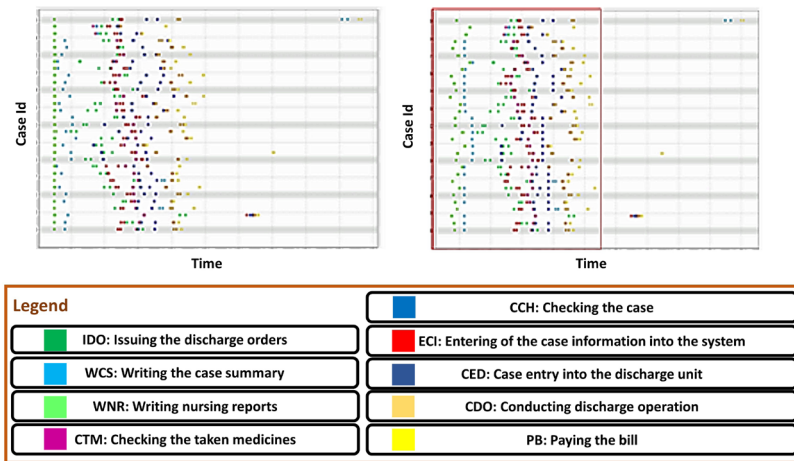 Case Id
Time
Case Id
Time
Legend
CCH: Checking the case
IDO: Issuing the discharge orders
ECI: Entering of the case information into the system
WCS: Writing the case summary
CED: Case entry into the discharge unit
WNR: Writing nursing reports
CDO: Conducting discharge operation
CTM: Checking the taken medicines
PB: Paying the bill